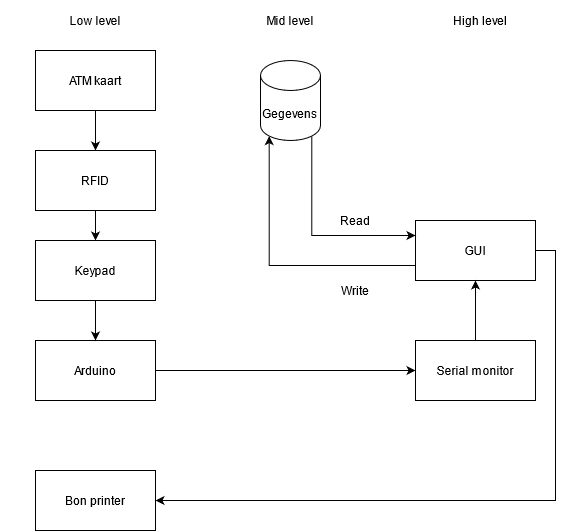 Low level
Mid level
High level
ATM kaart
Gegevens
RFID
Read
GUI
Keypad
Write
Arduino
Serial monitor
Bon printer